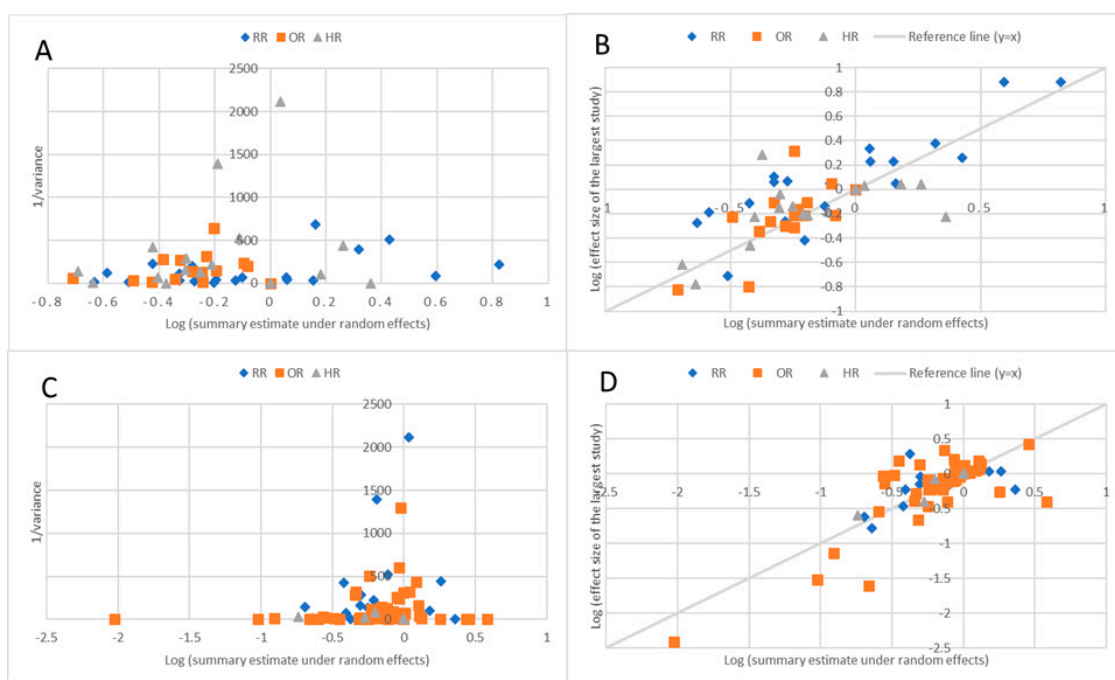 A
RR OR HR
2500
2000
1500
1000
500
0
-0.8 -0.6 -0.4 -0.2 0 0.2 0.4 0.6 0.8 1
1/variance
Log (summary estimate under random effects)
B
RR OR HR Reference line (y=x)
1
0.8
0.6
0.4
0.2
0
-1 -0.5 0 0.5 1
-0.2
-0.4
-0.6
-0.8
-1
Log (effect size of the largest study)
Log (summary estimate under random effects)
C
RR OR HR
2500
2000
1500
1000
500
0
-2.5 -2 -1.5 -1 -0.5 0 0.5 1
1/variance
Log (summary estimate under random effects)
D
RR OR HR Reference line (y=x)
1
0.5
0
-2.5 -2 -1.5 -1 -0.5 0 0.5 1
-0.5
-1
-1.5
-2
-2.5
Log (effect size of the largest study)
Log (summary estimate under random effects)